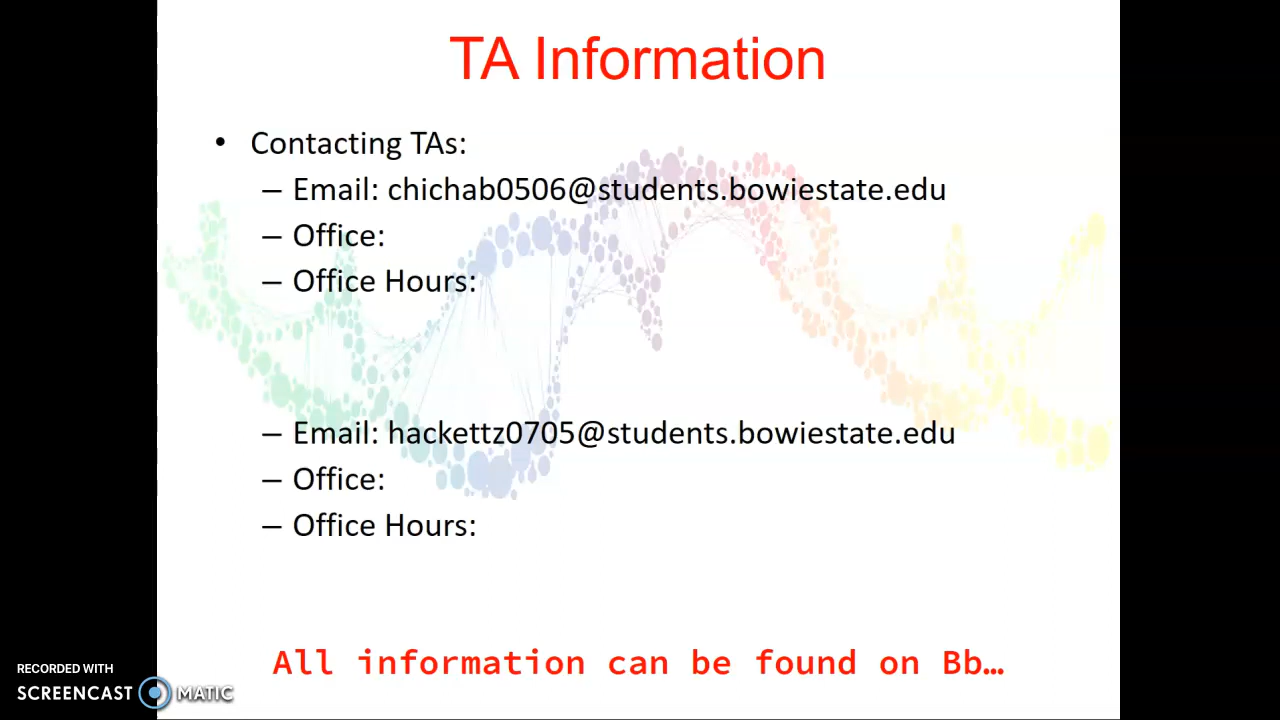 TA Information
• Contacting TAs:
– Email: chichab0506@students.bowiestate.edu
– Office:
– Office Hours:
– Email: hackettz0705@students.bowiestate.edu
– Office:
– Office Hours:
All information can be found on Bb…
RECORDED WITH
SCREENCAST MATIC